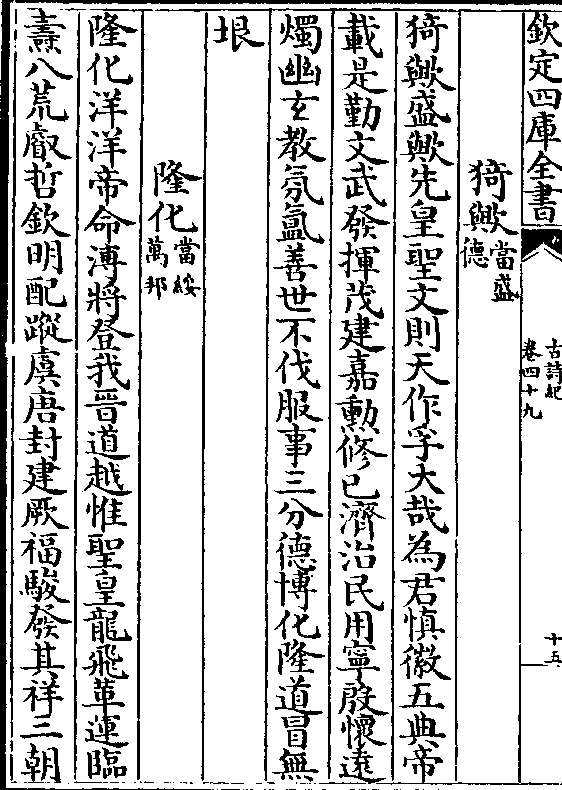 欽定四庫全書
古詩紀
卷四十九
十五
猗歟當盛
德
猗歟盛歟先皇聖文則天作孚大哉為君慎徽五典帝
載是勤文武發揮茂建嘉勲修已濟治民用寧殷懷遠
燭幽玄教氛氲善世不伐服事三分德博化隆道冒無
垠
隆化當綏
萬邦
隆化洋洋帝命溥將登我晉道越惟聖皇龍飛革運臨
燾八荒叡哲欽明配蹤虞唐封建厥福駿發其祥三朝